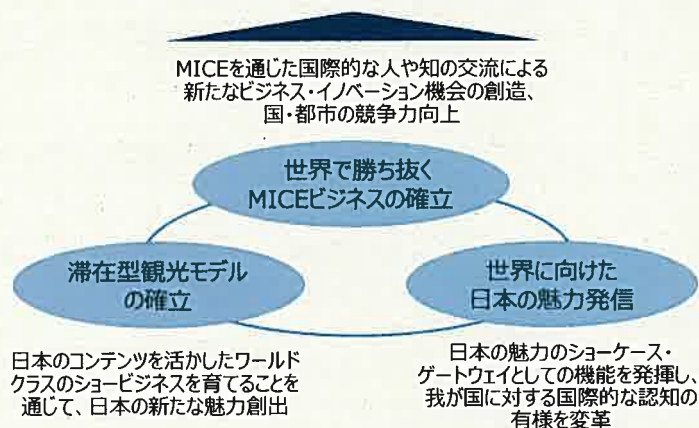 MICEを通じた国際的な人や知の交流による
新たなビジネス・イノベーション機会の創造、
国・都市の競争力向上
世界で勝ち抜く
MICEビジネスの確立
滞在型観光モデル
の確立
世界に向けた
日本の魅力発信
日本のコンテンツを活かしたワールド
クラスのショービジネスを育てることを
通じて、日本の新たな魅力創出
日本の魅力のショーケース・
ゲートウェイとしての機能を発揮し、
我が国に対する国際的な認知の
有様を変革